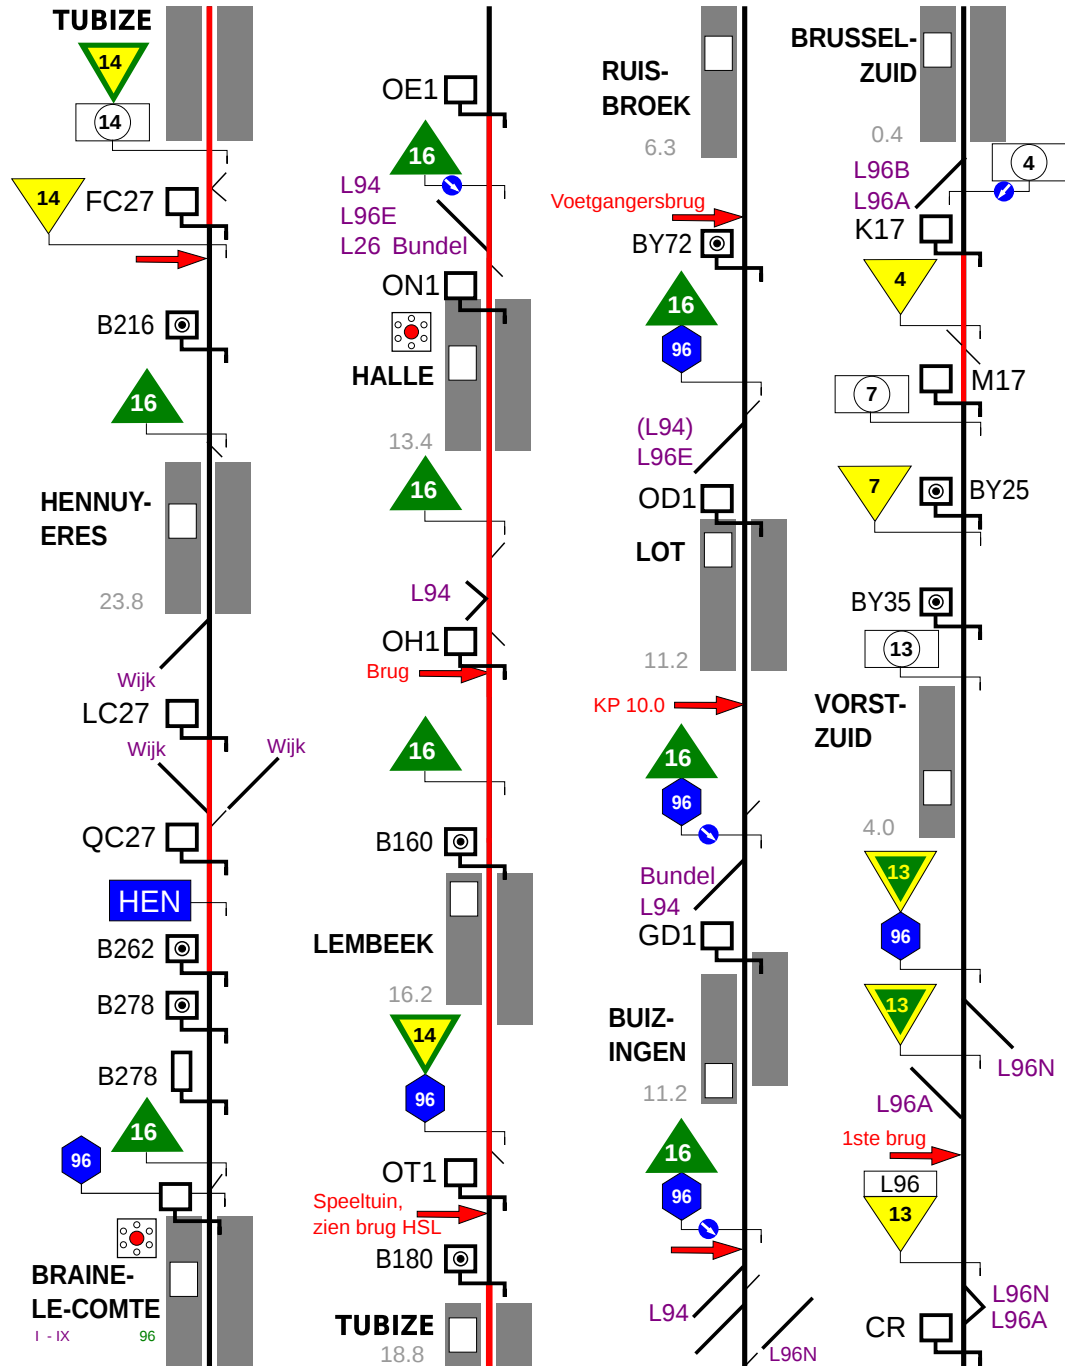 TUBIZE
14
14
14
FC27
B216
16
HENNUY-
ERES
23.8
Wijk
LC27
Wijk
Wijk
QC27
HEN
B262
B278
B278
16
96
BRAINE-
LE-COMTE
I - IX
96
OE1
16
L94
L96E
L26 Bundel
ON1
HALLE
13.4
16
L94
OH1
Brug
16
B160
LEMBEEK
16.2
14
96
OT1
Speeltuin,
zien brug HSL
B180
TUBIZE
18.8
RUIS-
BROEK
6.3
Voetgangersbrug
BY72
16
96
(L94)
L96E
OD1
LOT
11.2
KP 10.0
16
96
Bundel
L94
GD1
BUIZ-
INGEN
11.2
16
96
L94
L96N
BRUSSEL-
ZUID
0.4
4
L96B
L96A
K17
4
M17
7
7
BY25
BY35
13
VORST-
ZUID
4.0
13
96
13
L96N
L96A
1ste brug
L96
13
L96N
L96A
CR